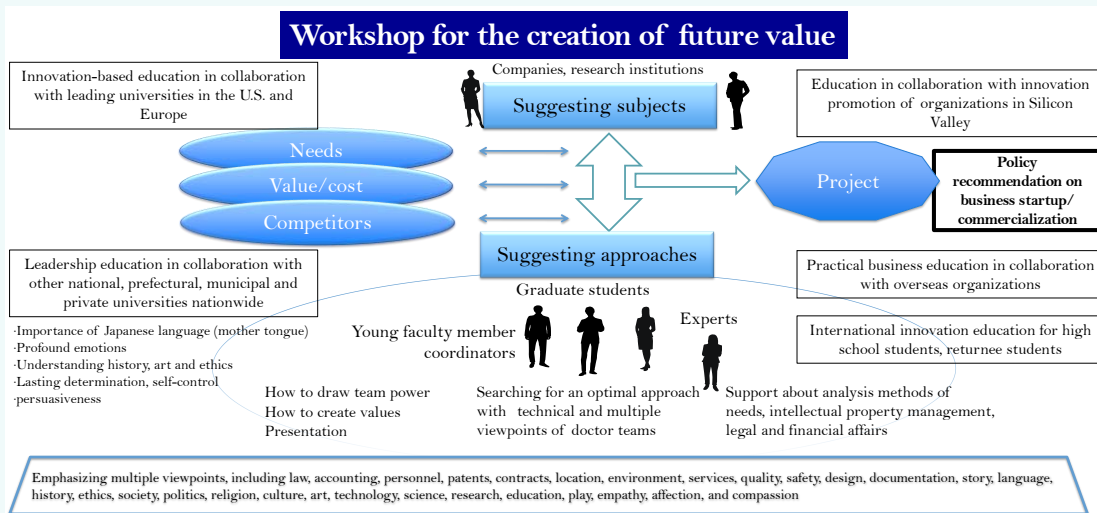 Workshop for the creation of future value
Innovation-based education in collaboration
with leading universities in the U.S. and
Europe
Companies, research institutions
Suggesting subjects
Education in collaboration with innovation
promotion of organizations in Silicon
Valley
Needs
Value/cost
Competitors
Project
Policy
recommendation on
business startup/
commercialization
Suggesting approaches
Leadership education in collaboration with
other national, prefectural, municipal and
private universities nationwide
·Importance of Japanese language (mother tongue)
·Profound emotions
·Understanding history, art and ethics
·Lasting determination, self-control
·persuasiveness
Graduate students
Young faculty member
coordinators
Experts
Practical business education in collaboration
with overseas organizations
International innovation education for high
school students, returnee students
How to draw team power
How to create values
Presentation
Searching for an optimal approach
with technical and multiple
viewpoints of doctor teams
Support about analysis methods of
needs, intellectual property management,
legal and financial affairs
Emphasizing multiple viewpoints, including law, accounting, personnel, patents, contracts, location, environment, services, quality, safety, design, documentation, story, language,
history, ethics, society, politics, religion, culture, art, technology, science, research, education, play, empathy, affection, and compassion